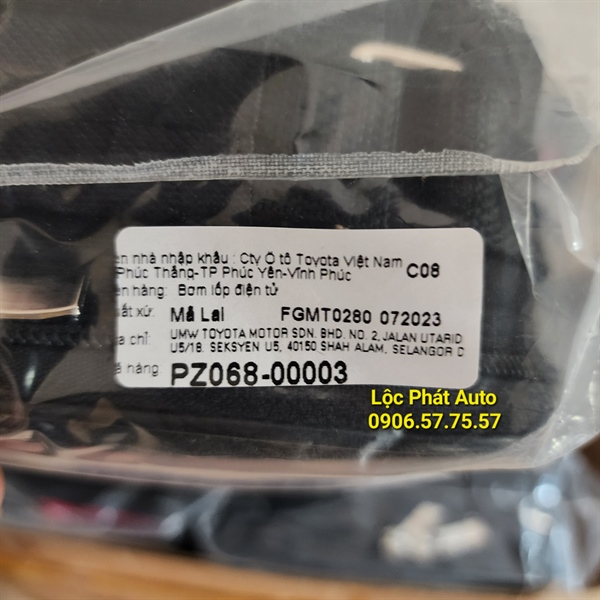 ên nhà nhập khẩu : Cty Ô tô Toyota Việt Nam
Phúc Thắng-TP Phúc Yên-Vĩnh Phúc C08
ên hàng: Bơm lốp điện tử
uất xứ: Mã Lai FGMT0280 072023
a chỉ: UMW TOYOTA MOTOR SDN. BHD, NO. 2, JALAN UTARID
U5/18. SEKSYEN U5, 40150 SHAH ALAM, SELANGOR D
ã hàng PZ068-00003
Lộc Phát Auto
0906.57.75.57